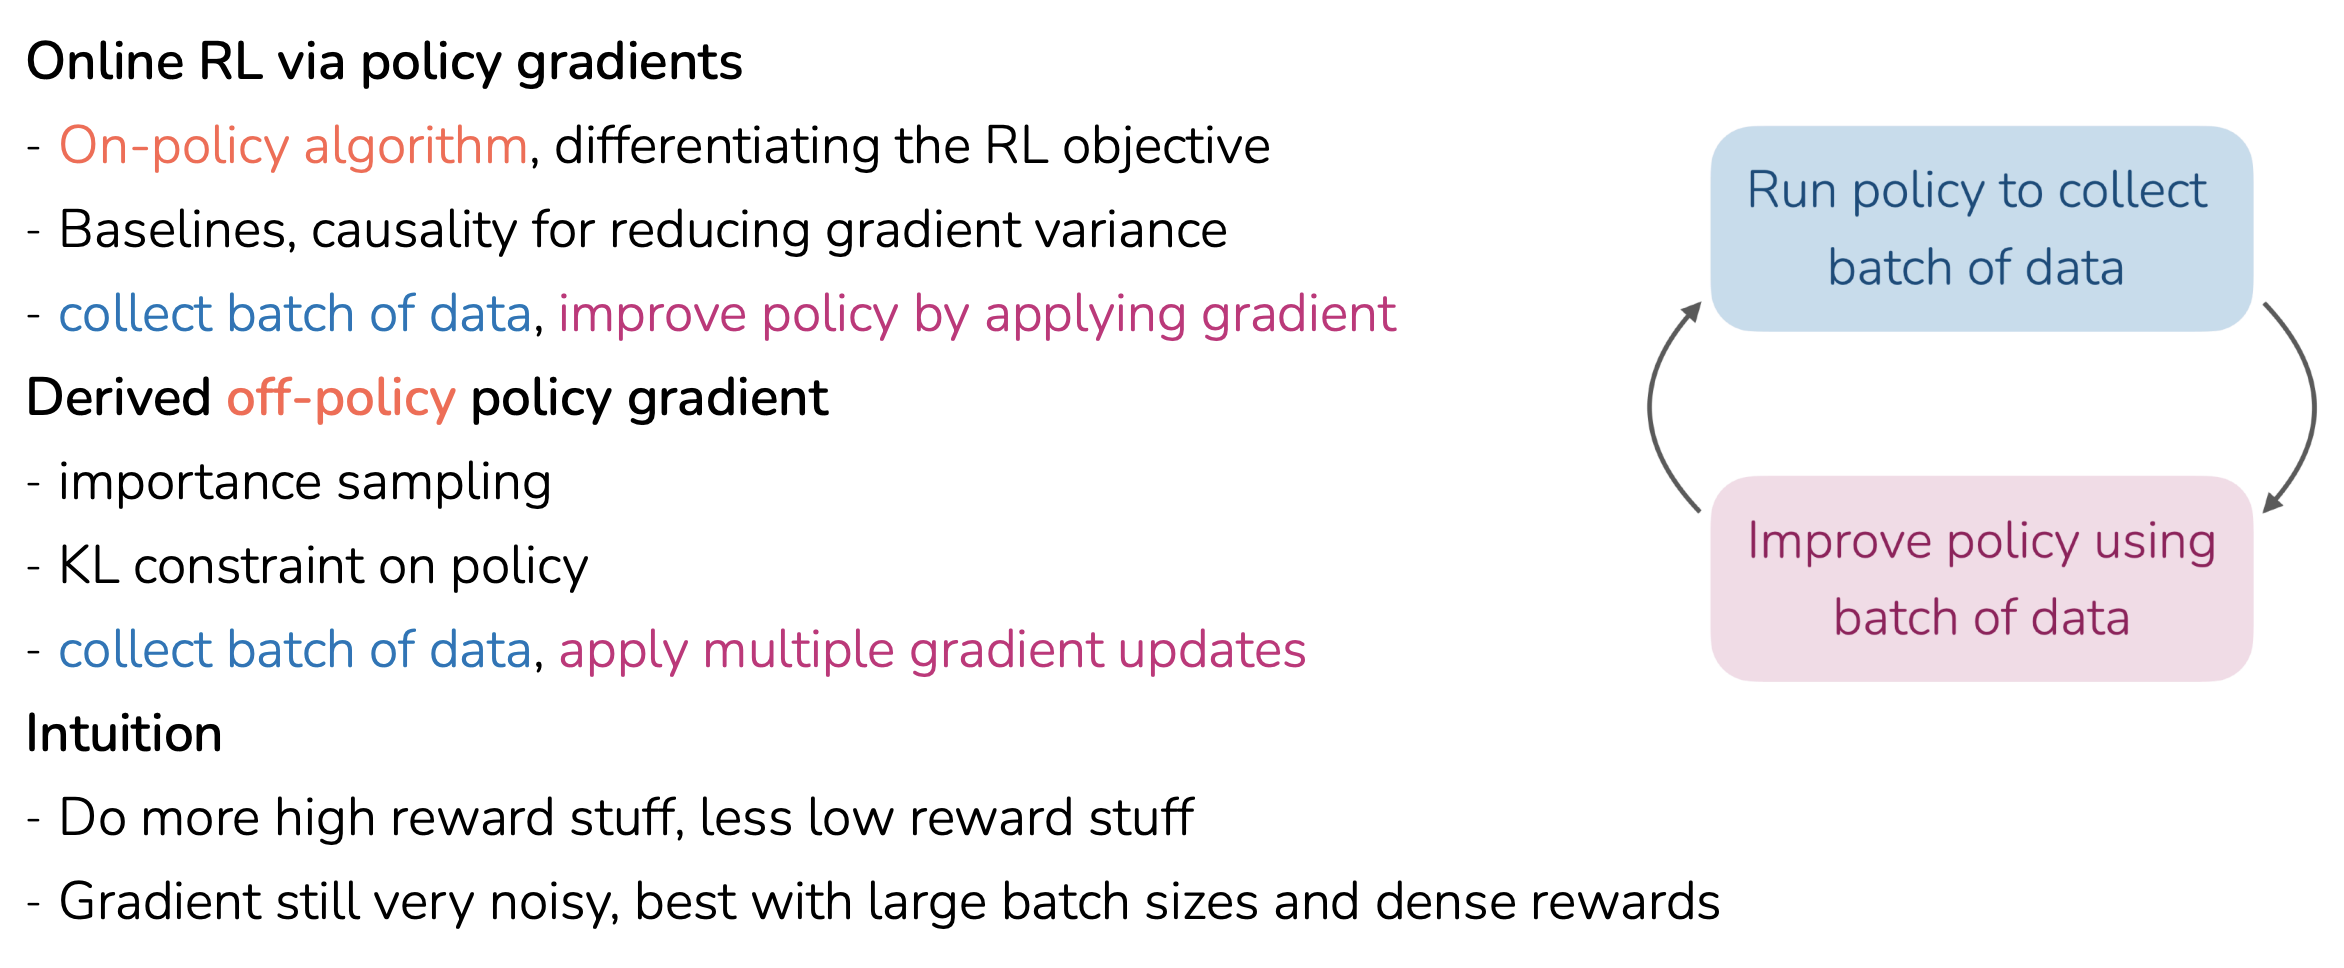 Online RL via policy gradients
- On-policy algorithm, differentiating the RL objective
- Baselines, causality for reducing gradient variance
- collect batch of data, improve policy by applying gradient
Derived off-policy policy gradient
- importance sampling
- KL constraint on policy
- collect batch of data, apply multiple gradient updates
Intuition
- Do more high reward stuff, less low reward stuff
- Gradient still very noisy, best with large batch sizes and dense rewards
Run policy to collect
batch of data
Improve policy using
batch of data